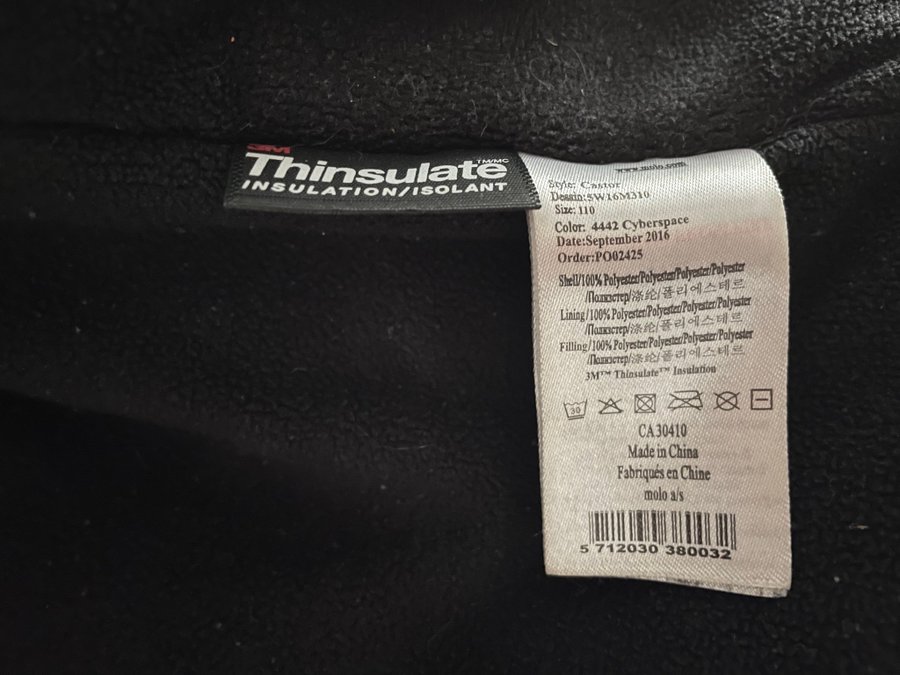 3M
Thinsulate™/MC
INSULATION/ISOLANT
www.molo.com
Style: Castor
Dessin:5W16M310
Size: 110
Color: 4442 Cyberspace
Date:September 2016
Order:PO02425
Shell/100% Polyester/Polyester/Polyester/Polyester
/Полиэстер/涤纶/폴리에스테르
Lining/100% Polyester/Polyester/Polyester/Polyester
/Полиэстер/涤纶/폴리에스테르
Filling/100% Polyester/Polyester/Polyester/Polyester
/Полиэстер/涤纶/폴리에스테르
3M™ Thinsulate™ Insulation
30
CA30410
Made in China
Fabriqués en Chine
molo a/s
5 712030 380032